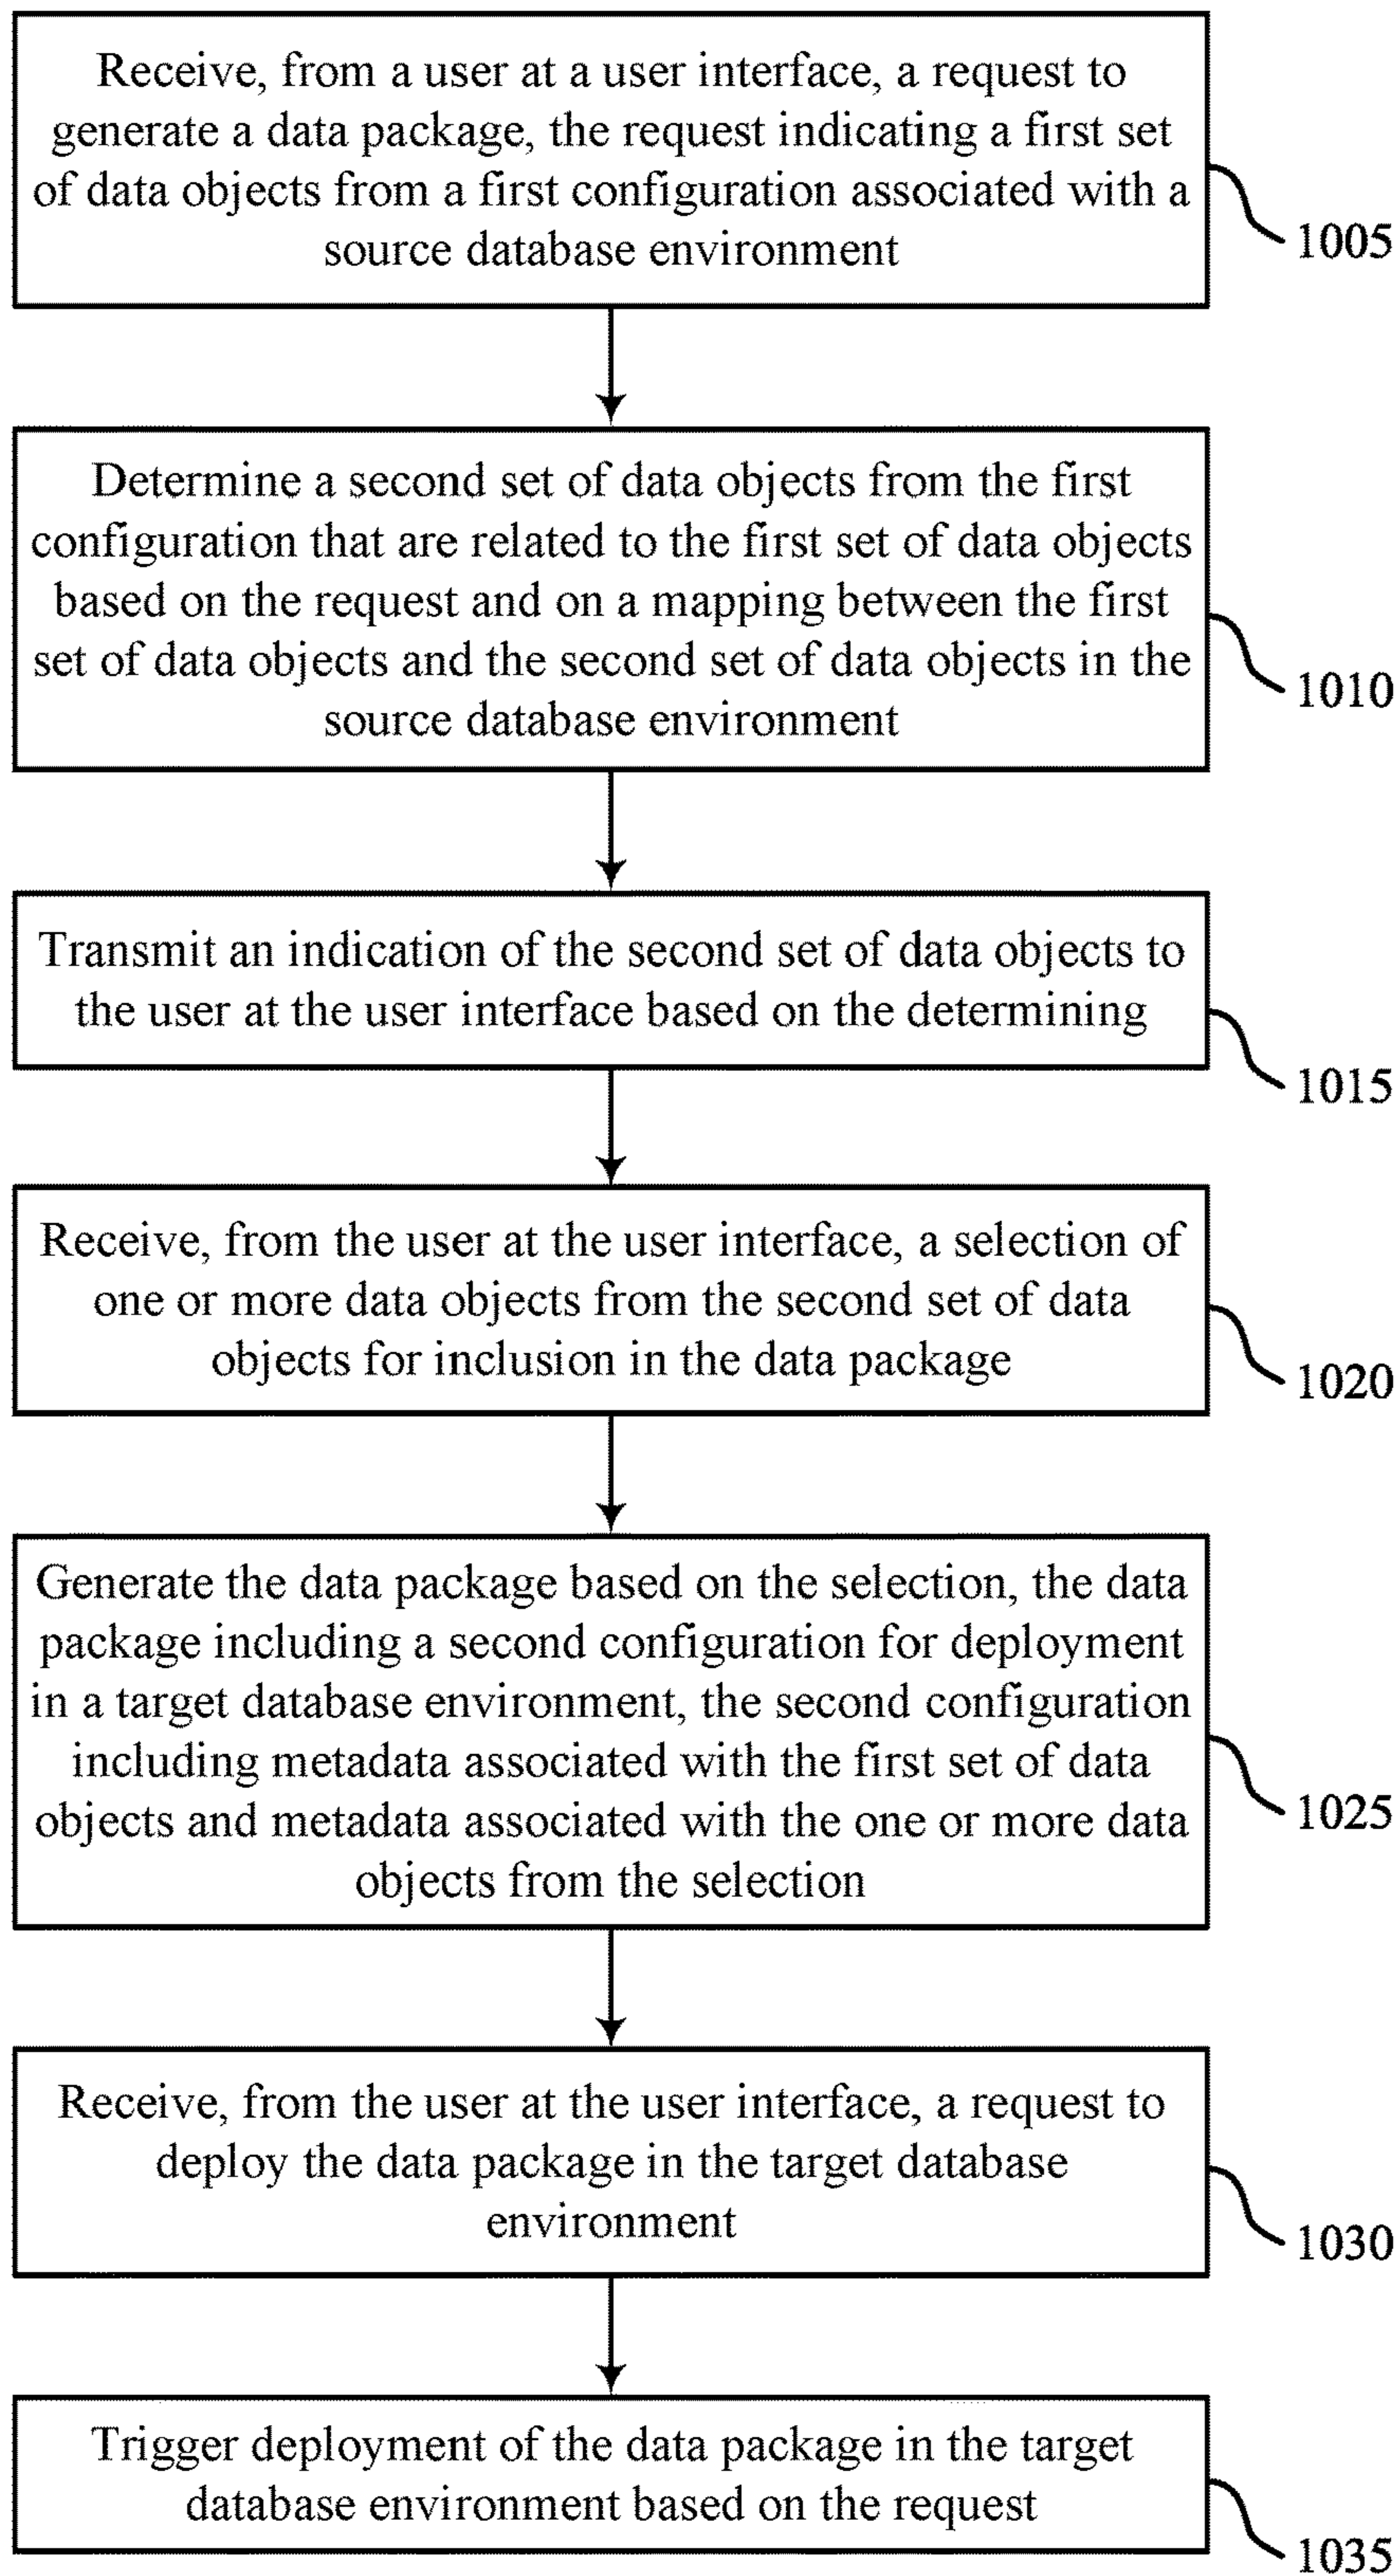 Receive, from a user at a user interface, a request to
generate a data package, the request indicating a first set
of data objects from a first configuration associated with a
source database environment
1005
Determine a second set of data objects from the first
configuration that are related to the first set of data objects
based on the request and on a mapping between the first
set of data objects and the second set of data objects in the
source database environment
1010
Transmit an indication of the second set of data objects to
the user at the user interface based on the determining
1015
Receive, from the user at the user interface, a selection of
one or more data objects from the second set of data
objects for inclusion in the data package
1020
Generate the data package based on the selection, the data
package including a second configuration for deployment
in a target database environment, the second configuration
including metadata associated with the first set of data
objects and metadata associated with the one or more data
objects from the selection
1025
Receive, from the user at the user interface, a request to
deploy the data package in the target database
environment
1030
Trigger deployment of the data package in the target
database environment based on the request
1035